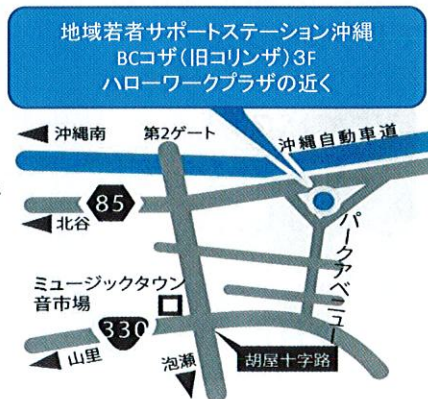 地域若者サポートステーション沖縄
BCコザ(旧コリンザ)3F
ハローワークプラザの近く
沖縄南
第2ゲート
沖縄自動車道
85
北谷
パークアベニュー
ミュージックタウン
音市場
330
山里
泡瀬
胡屋十字路